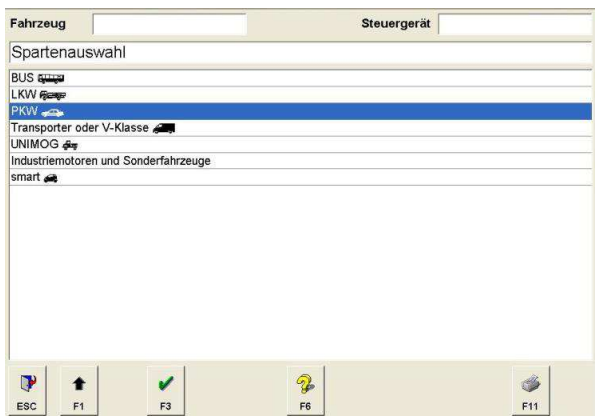 Fahrzeug Steuergerät
Spartenauswahl
BUS
LKW
PKW
Transporter oder V-Klasse
UNIMOG
Industriemotoren und Sonderfahrzeuge
smart
ESC F1 F3 F6 F11